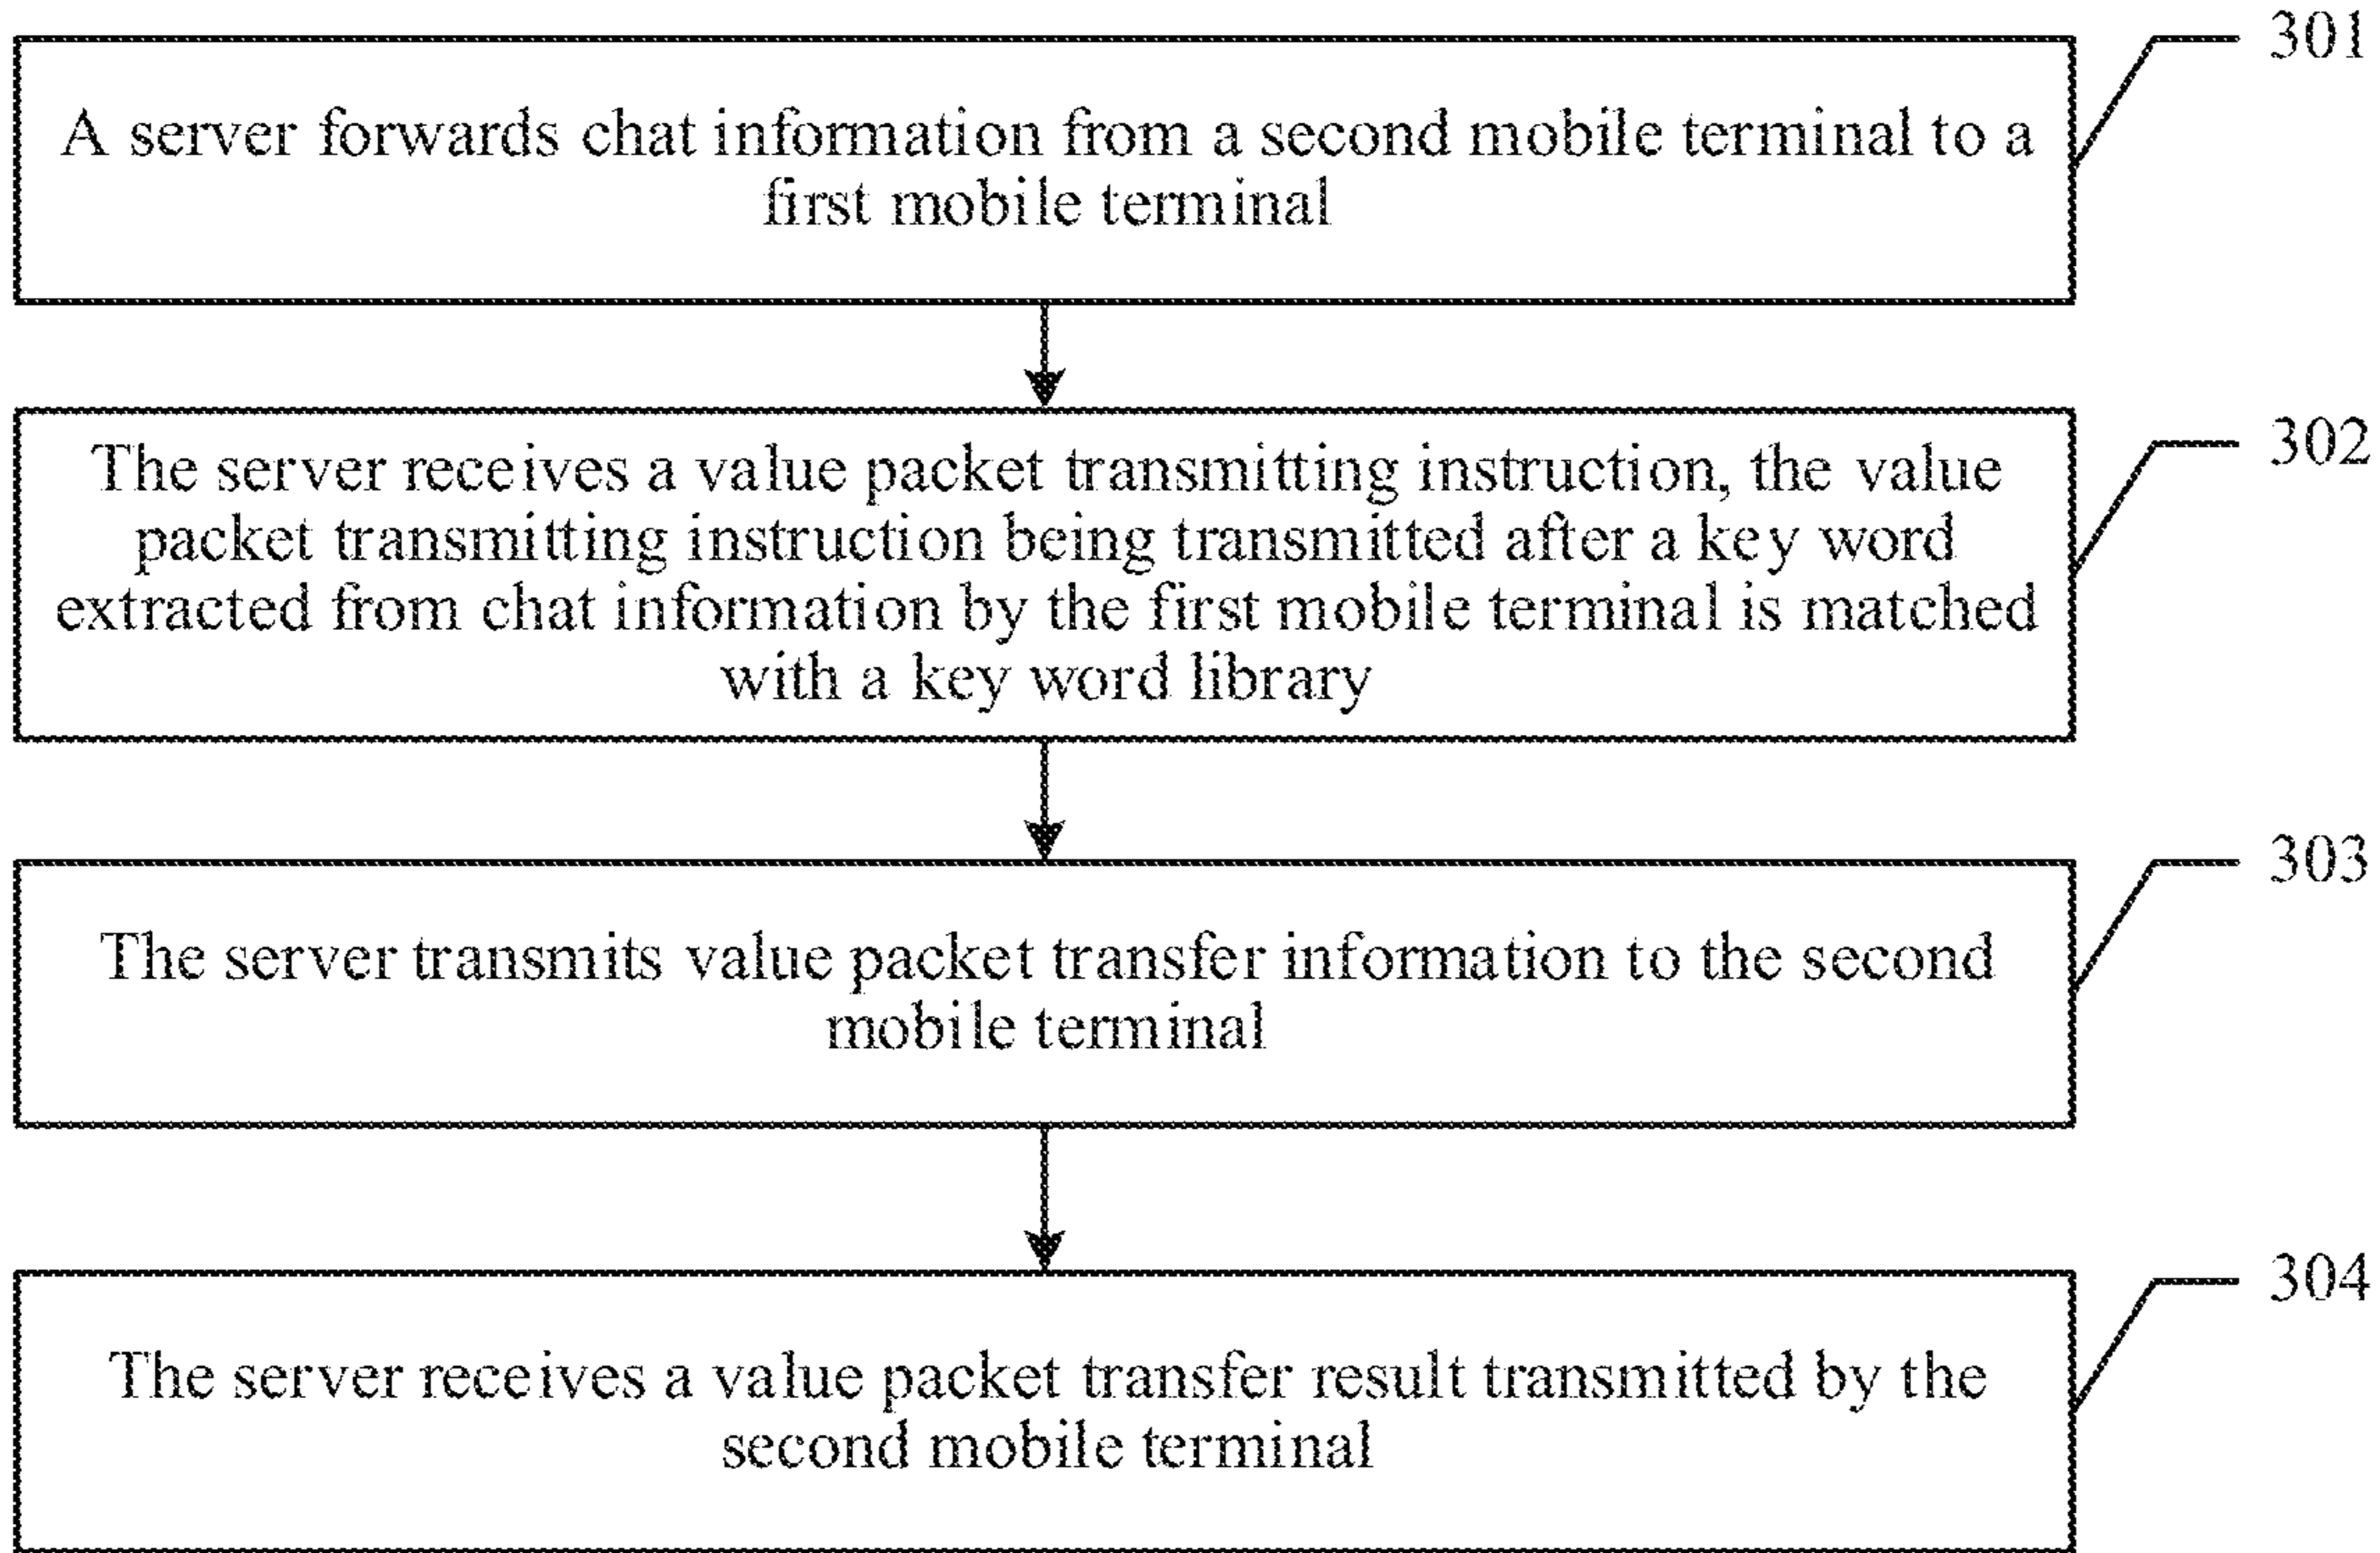 301
A server forwards chat information from a second mobile terminal to a
first mobile terminal
302
The server receives a value packet transmitting instruction, the value
packet transmitting instruction being transmitted after a key word
extracted from chat information by the first mobile terminal is matched
with a key word library
303
The server transmits value packet transfer information to the second
mobile terminal
304
The server receives a value packet transfer result transmitted by the
second mobile terminal